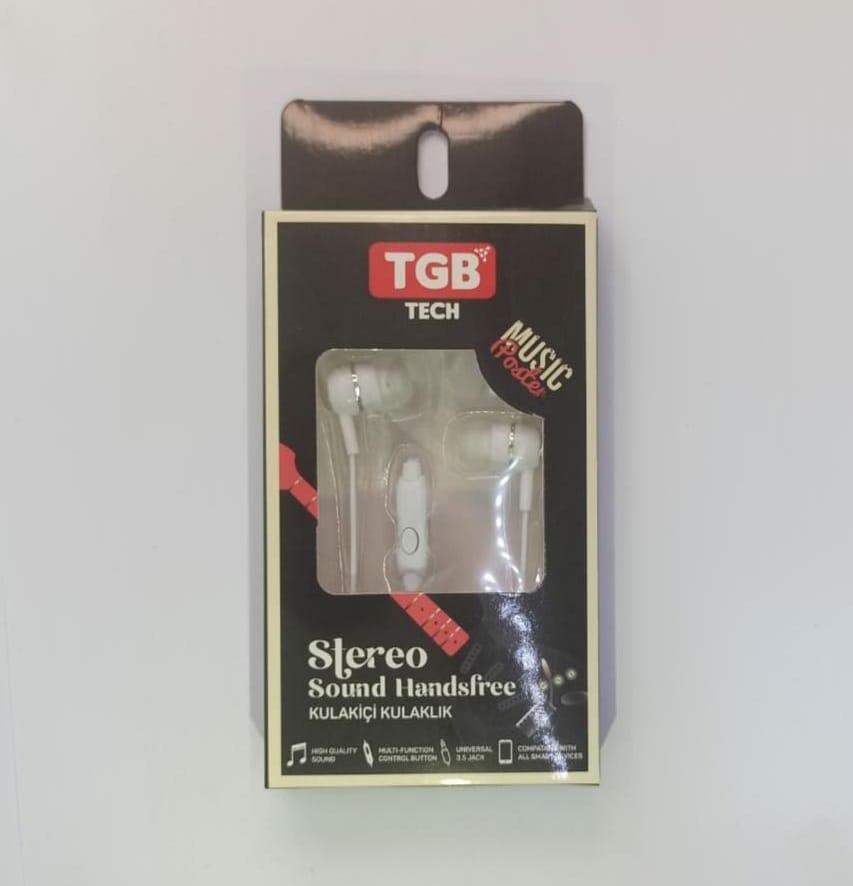 TGB
TECH
MUSIC
Poster
Stereo
Sound Handsfree
KULAKİÇİ KULAKLIK
HIGH QUALITY
SOUND
MULTI-FUNCTION
CONTROL BUTTON
UNIVERSAL
3.5 JACK
COMPATIBLE WITH
ALL SMART DEVICES